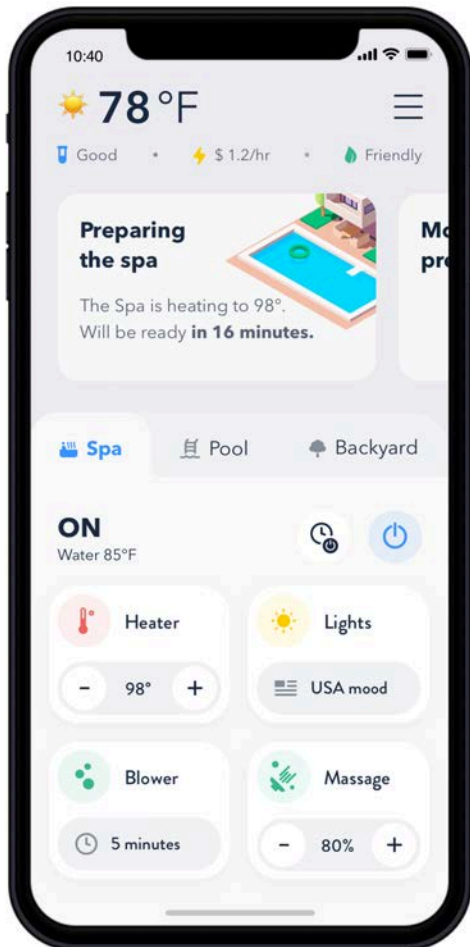 10:40
78°F
Good • $ 1.2/hr • Friendly
Preparing
the spa
The Spa is heating to 98°.
Will be ready in 16 minutes.
Mo
pre
Spa Pool Backyard
ON
Water 85°F
Heater
- 98° +
Lights
USA mood
Blower
5 minutes
Massage
- 80% +